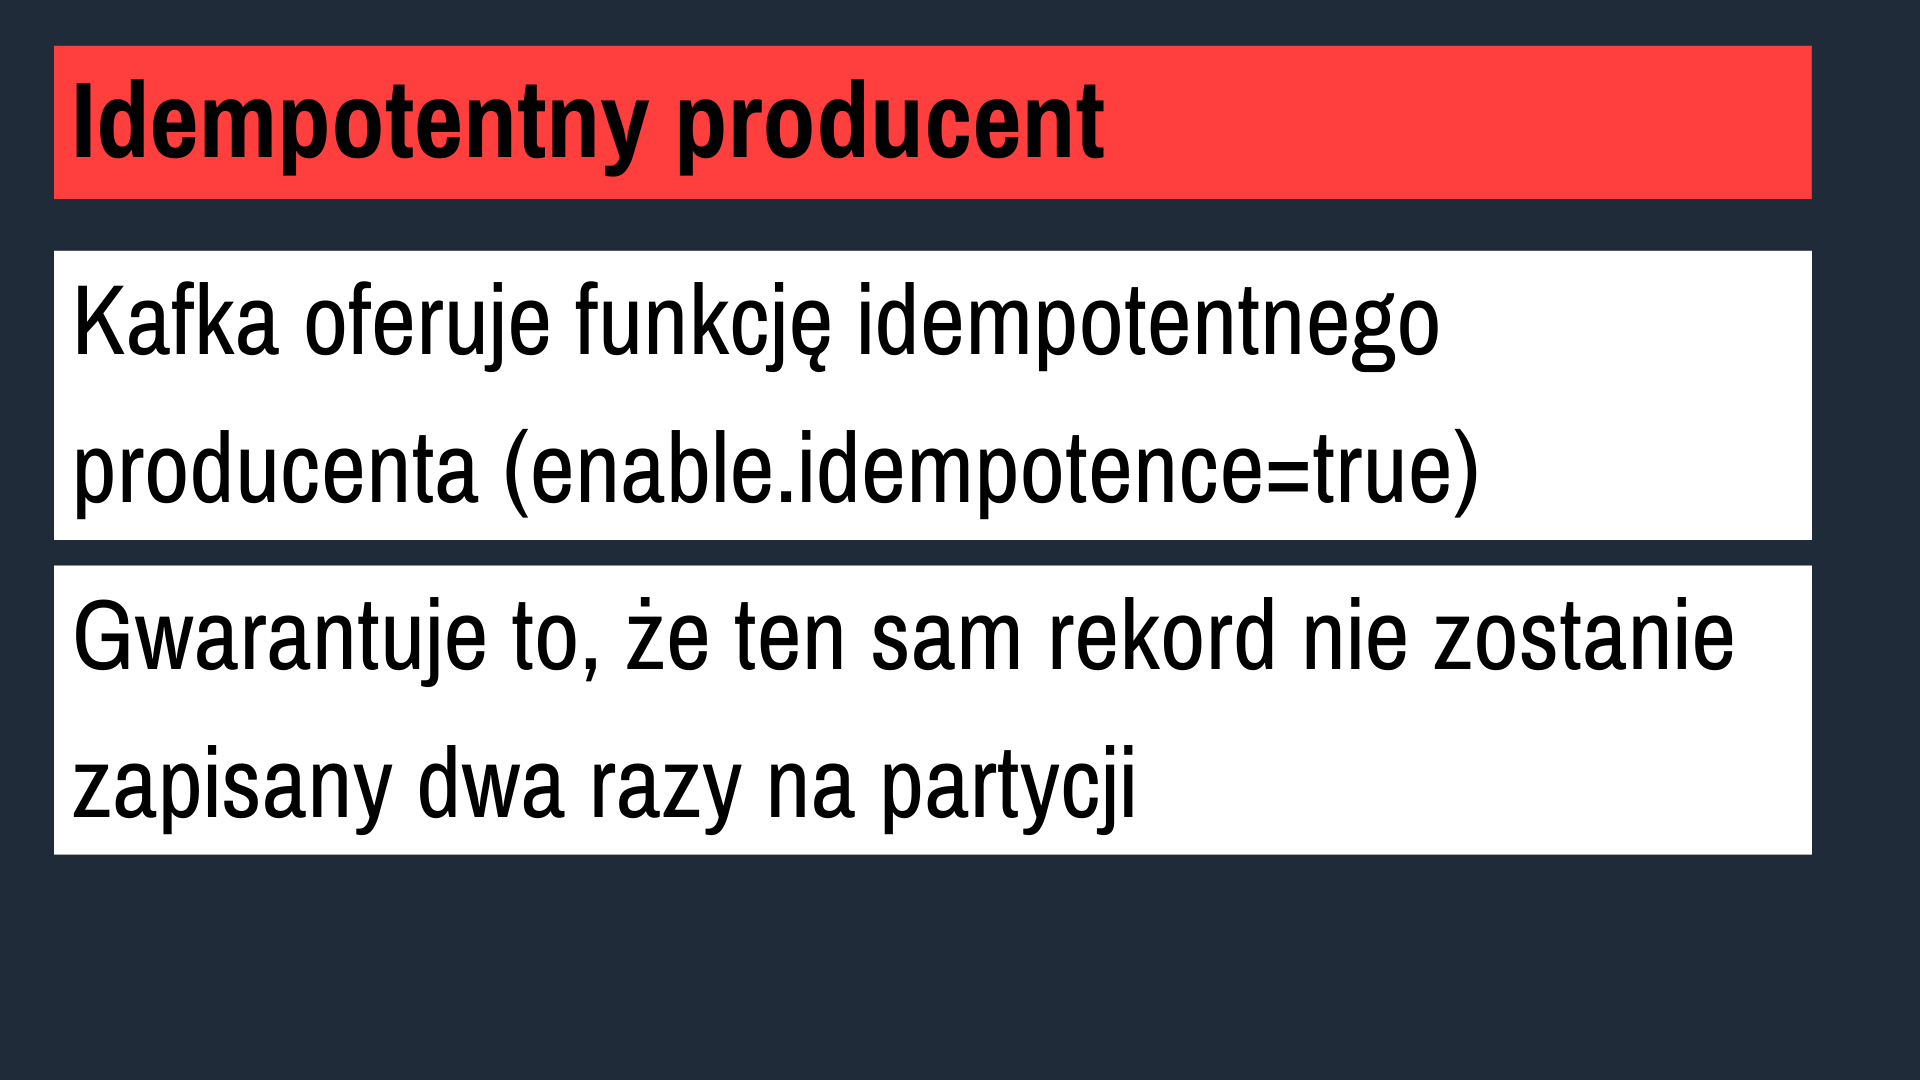 Idempotentny producent
Kafka oferuje funkcję idempotentnego
producenta (enable.idempotence=true)
Gwarantuje to, że ten sam rekord nie zostanie
zapisany dwa razy na partycji